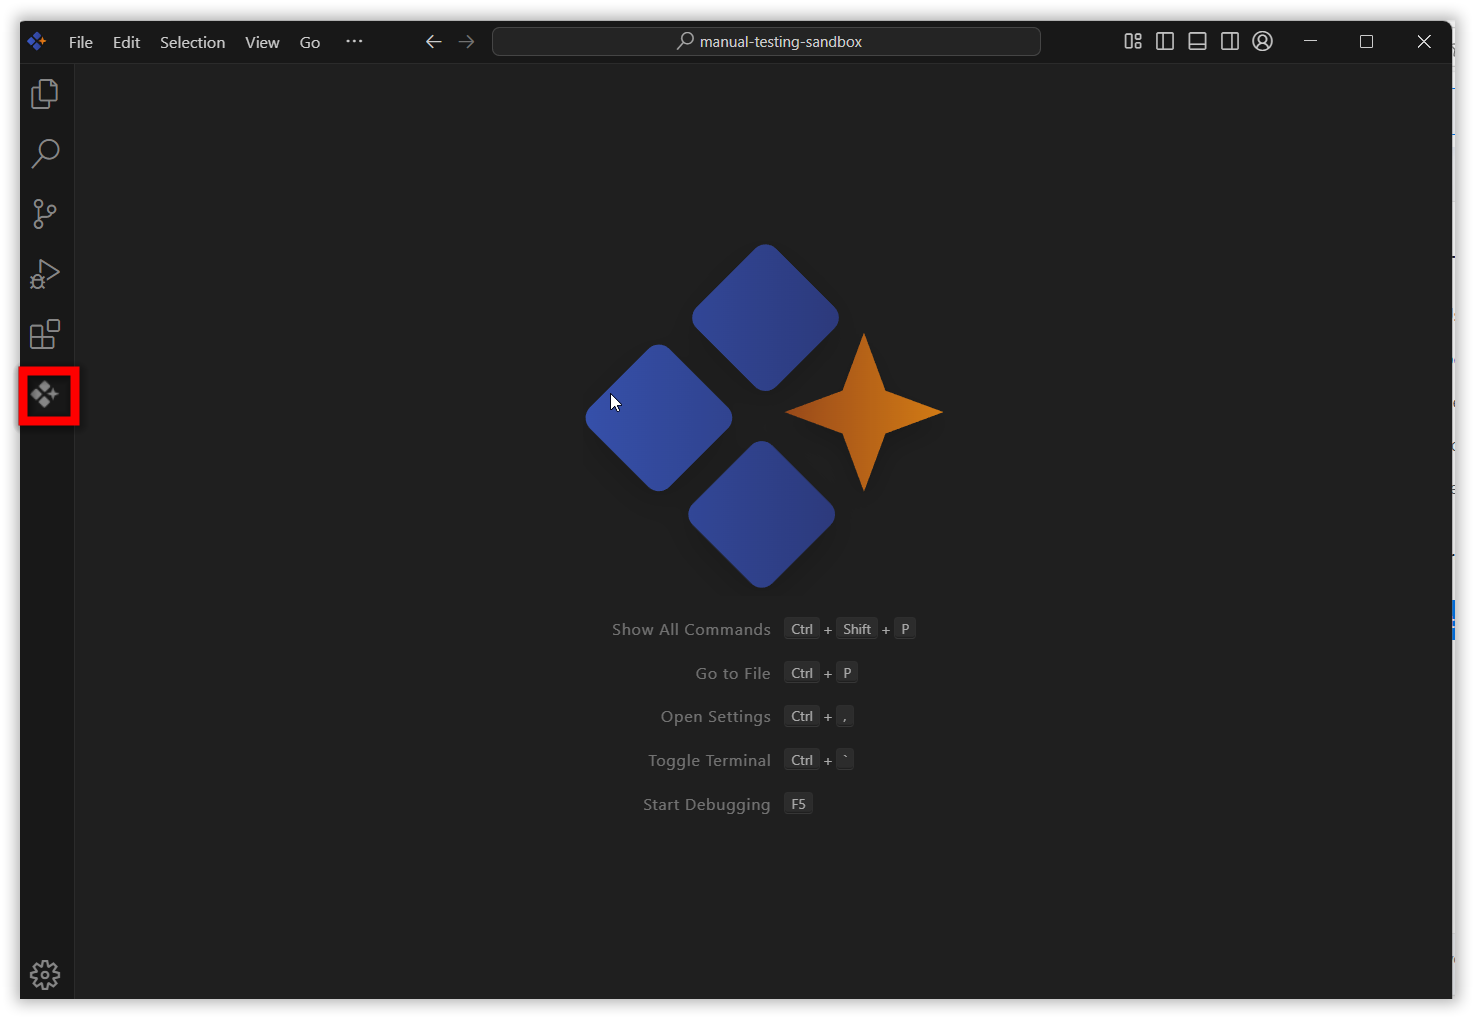 File Edit Selection View Go ··· manual-testing-sandbox
Show All Commands Ctrl + Shift + P
Go to File Ctrl + P
Open Settings Ctrl + ,
Toggle Terminal Ctrl + `
Start Debugging F5